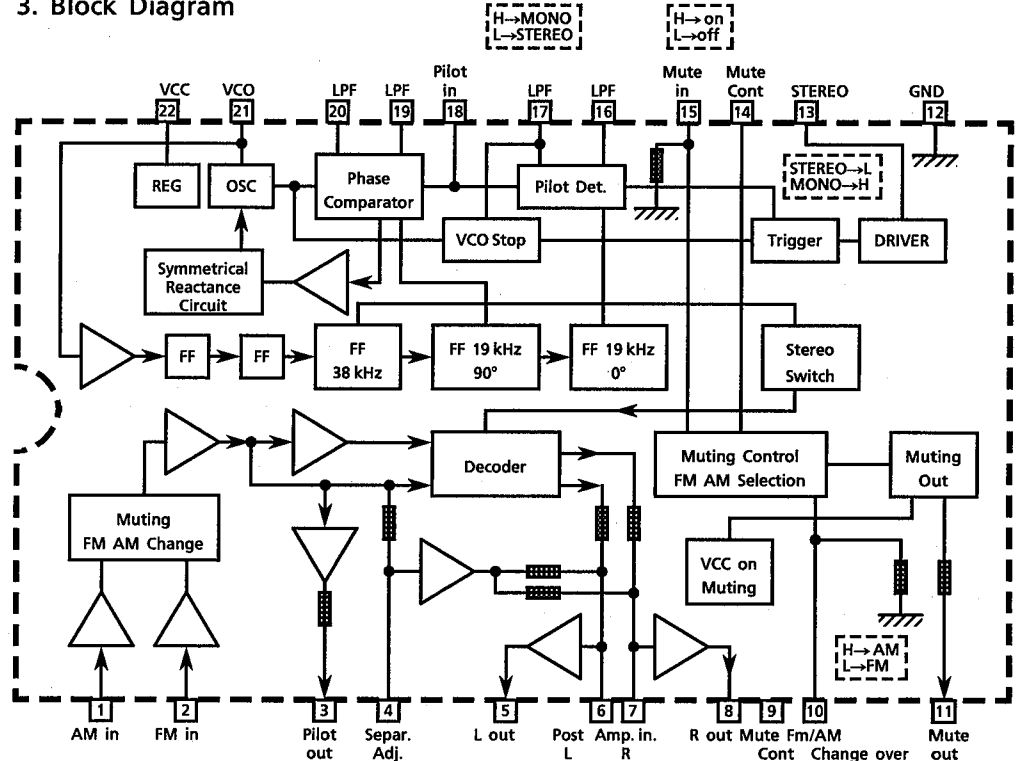 3. Block Diagram
H→MONO
L→STEREO
H→on
L→off
VCC
VCO
LPF
LPF
Pilot
in
LPF
LPF
Mute
in
Mute
Cont
STEREO
GND
22
21
20
19
18
17
16
15
14
13
12
REG
OSC
Phase
Comparator
Pilot Det.
STEREO→L
MONO→H
VCO Stop
Trigger
DRIVER
Symmetrical
Reactance
Circuit
FF
FF
FF
38 kHz
FF 19 kHz
90°
FF 19 kHz
0°
Stereo
Switch
Decoder
Muting Control
FM AM Selection
Muting
Out
Muting
FM AM Change
VCC on
Muting
H→AM
L→FM
1
2
3
4
5
6
7
8
9
10
11
AM in
FM in
Pilot
out
Separ.
Adj.
L out
Post Amp. in.
L R
R out
Mute
Cont
Fm/AM
Change over
Mute
out